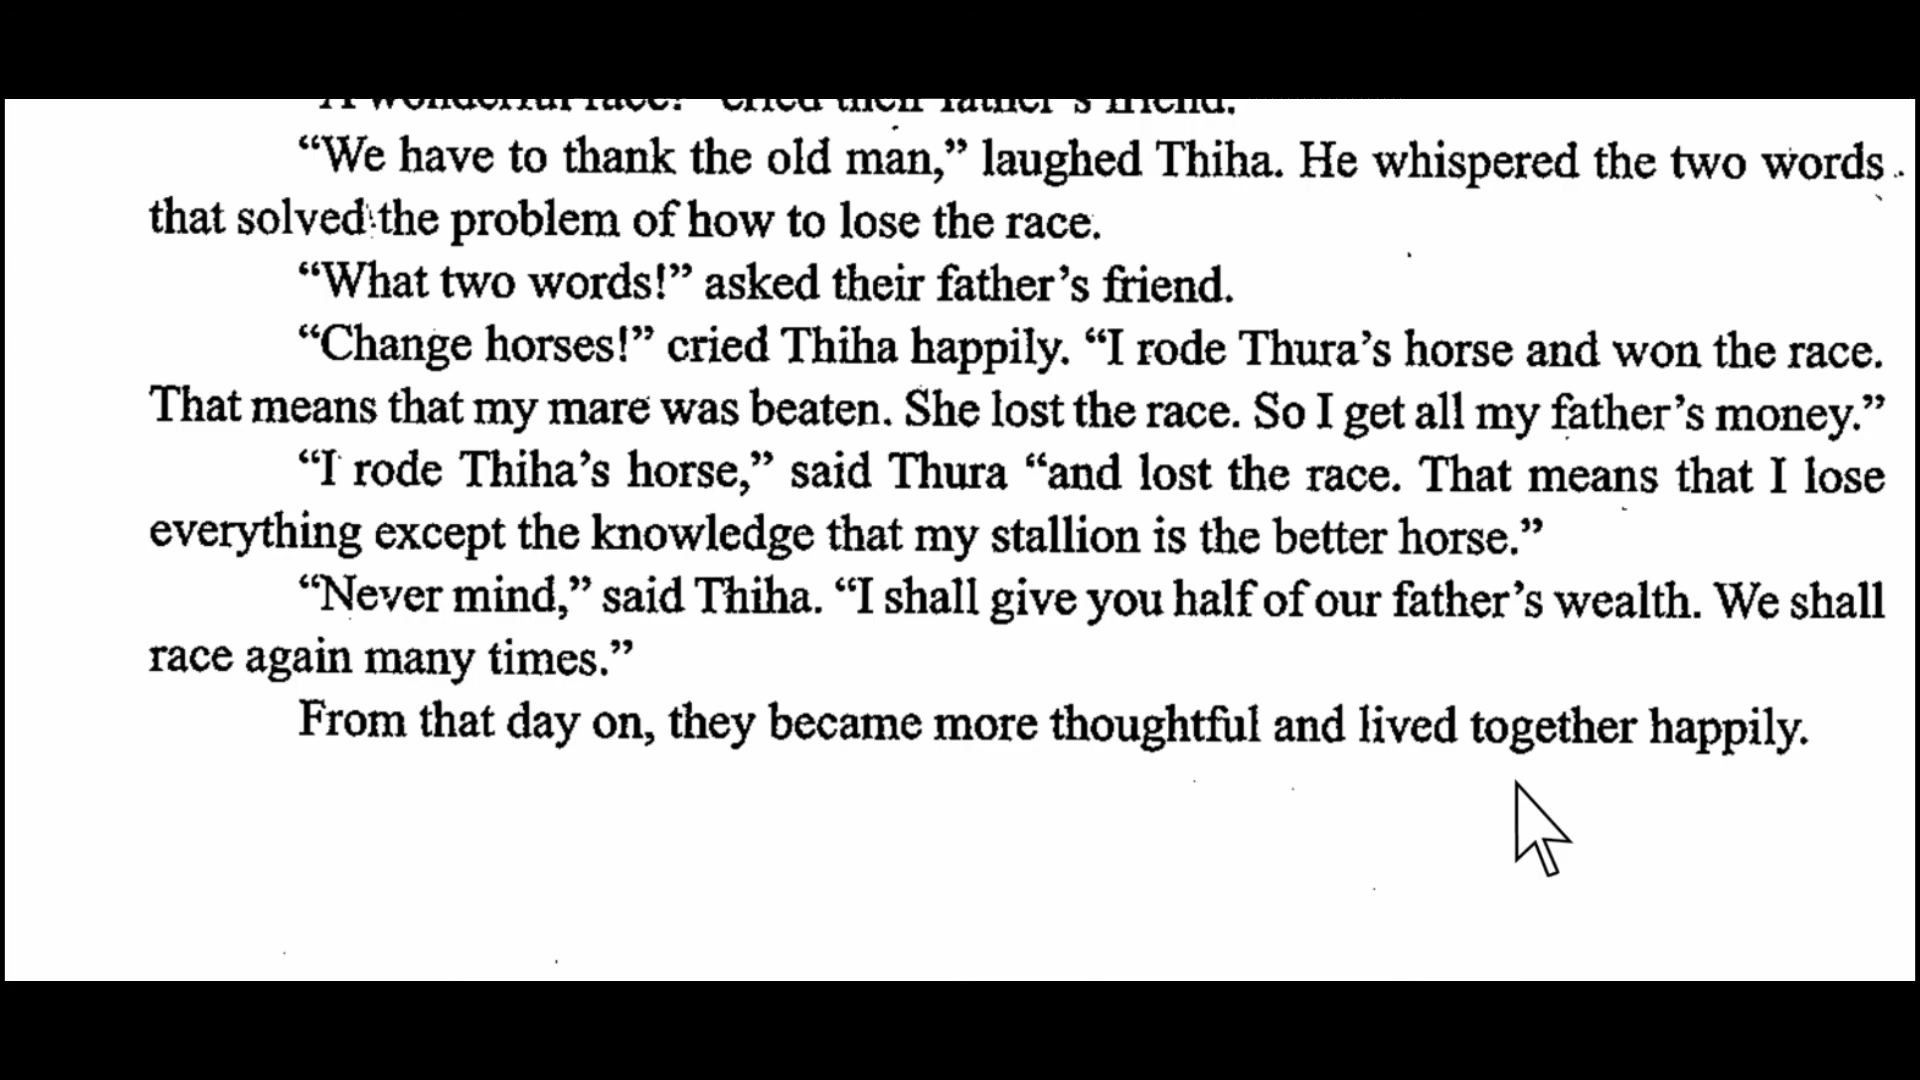 "A wonderful race!" cried their father's friend.
"We have to thank the old man," laughed Thiha. He whispered the two words
that solved the problem of how to lose the race.
"What two words!" asked their father's friend.
"Change horses!" cried Thiha happily. "I rode Thura's horse and won the race.
That means that my mare was beaten. She lost the race. So I get all my father's money."
"I rode Thiha's horse," said Thura "and lost the race. That means that I lose
everything except the knowledge that my stallion is the better horse."
"Never mind," said Thiha. "I shall give you half of our father's wealth. We shall
race again many times."
From that day on, they became more thoughtful and lived together happily.